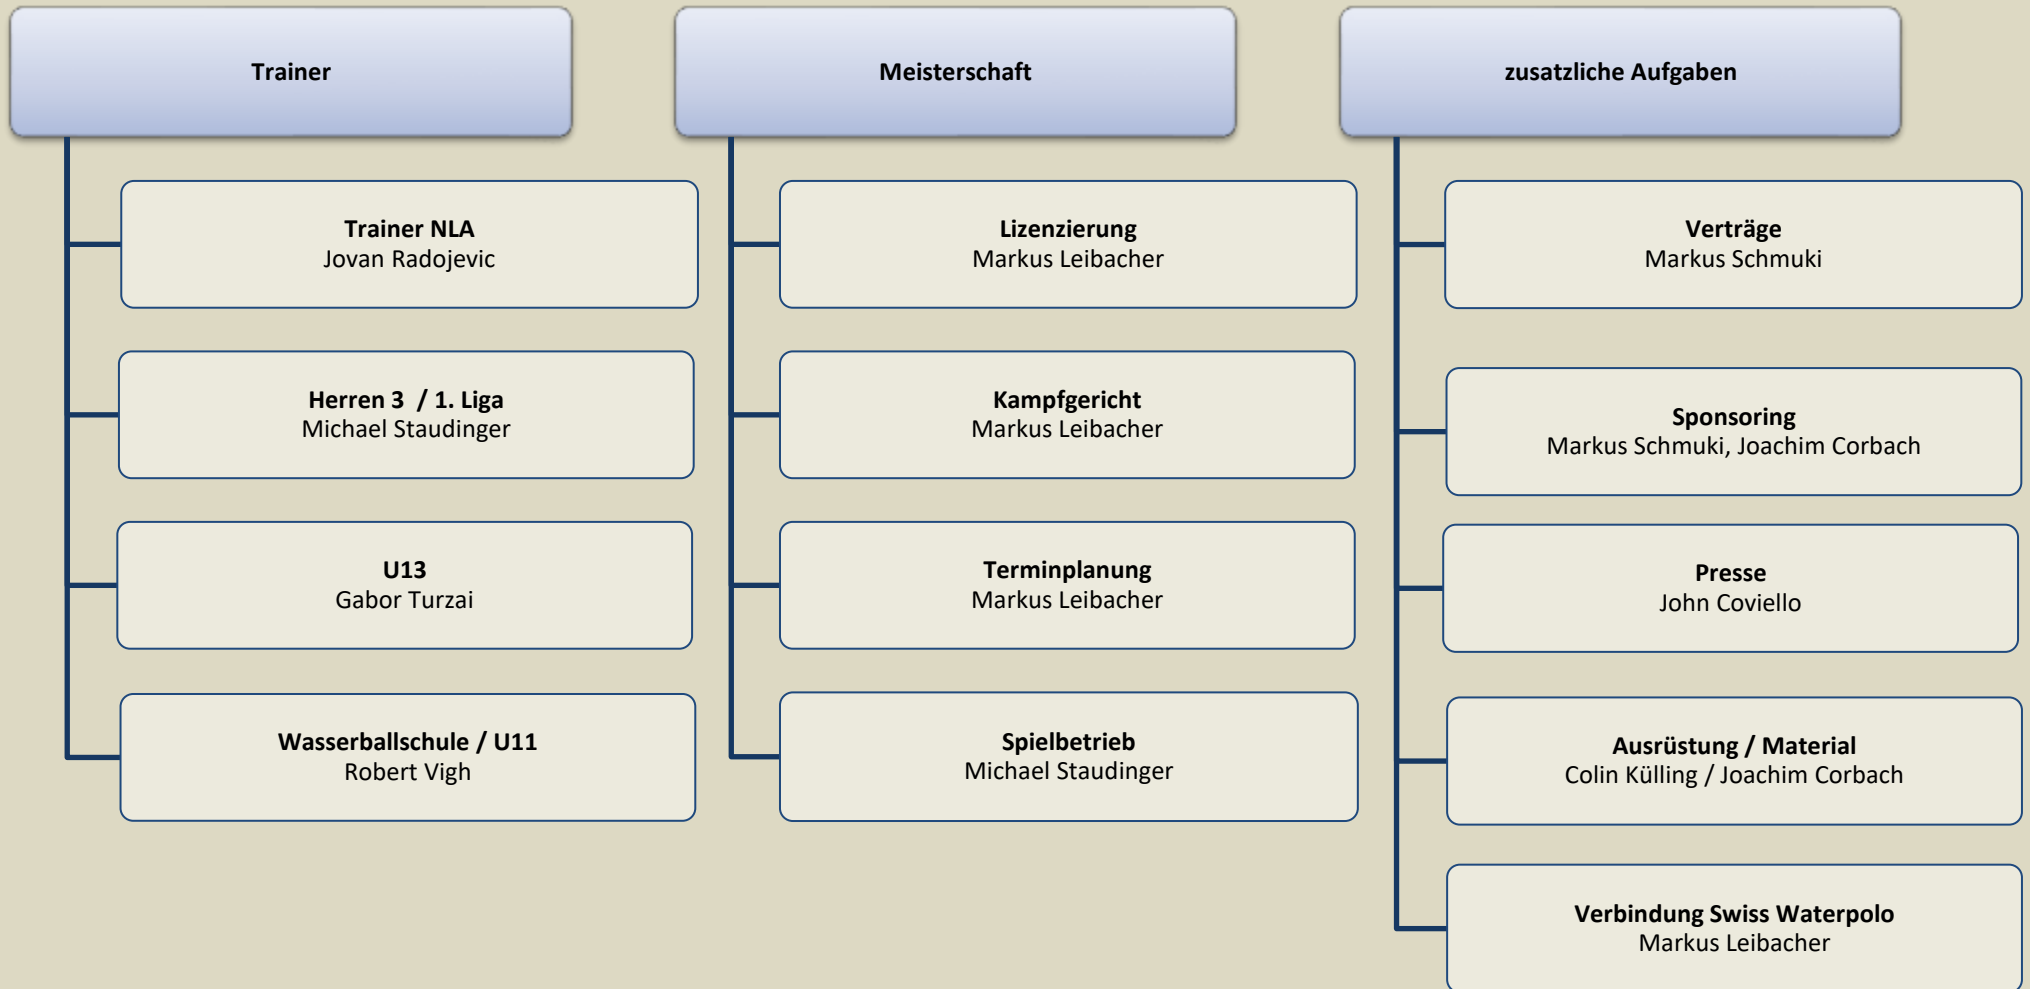 Trainer
Trainer NLA
Jovan Radojevic
Herren 3 / 1. Liga
Michael Staudinger
U13
Gabor Turzai
Wasserballschule / U11
Robert Vigh
Meisterschaft
Lizenzierung
Markus Leibacher
Kampfgericht
Markus Leibacher
Terminplanung
Markus Leibacher
Spielbetrieb
Michael Staudinger
zusatzliche Aufgaben
Verträge
Markus Schmuki
Sponsoring
Markus Schmuki, Joachim Corbach
Presse
John Coviello
Ausrüstung / Material
Colin Külling / Joachim Corbach
Verbindung Swiss Waterpolo
Markus Leibacher